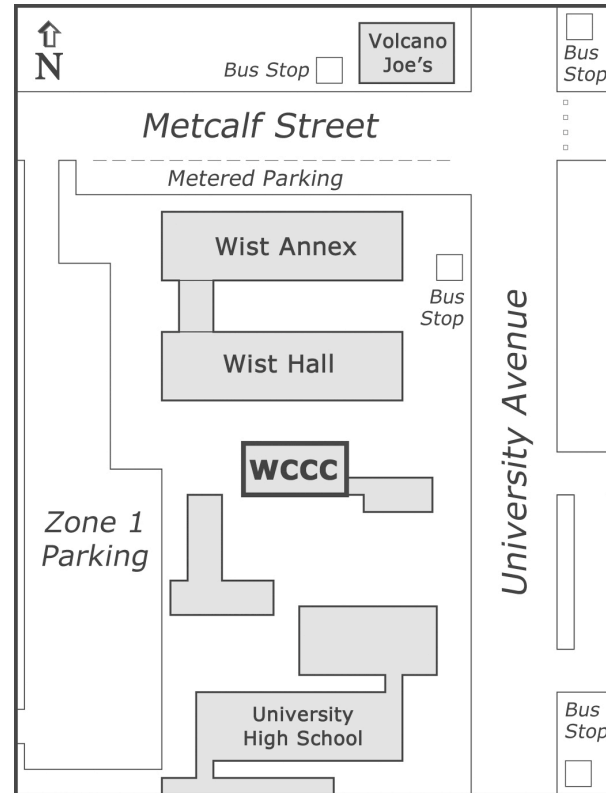 N
Bus Stop
Volcano
Joe's
Bus
Stop
Metcalf Street
Metered Parking
Wist Annex
Bus
Stop
Wist Hall
University Avenue
WCCC
Zone 1
Parking
University
High School
Bus
Stop